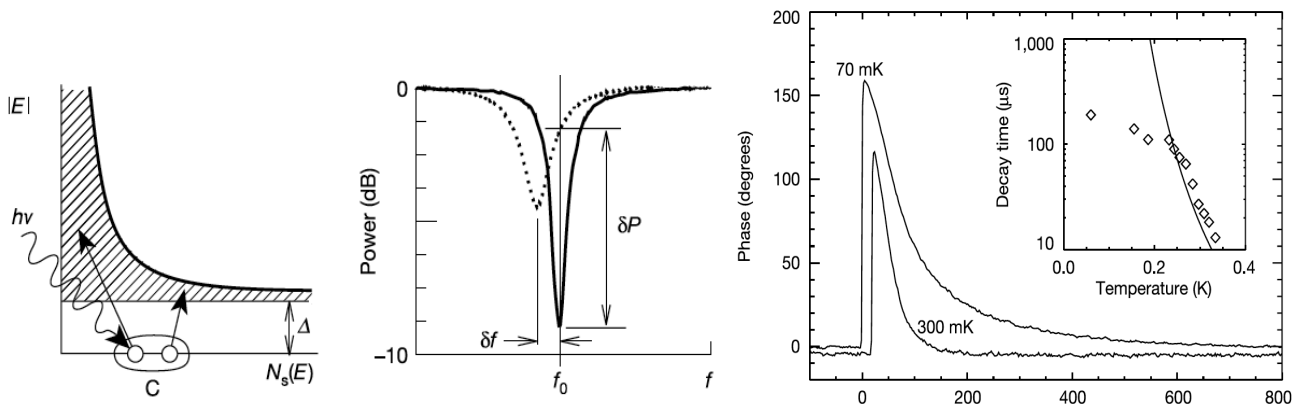 |E|
hν
Δ
N_s(E)
C
0
Power (dB)
δP
δf
−10
f_0
f
200
150
100
50
0
Phase (degrees)
70 mK
300 mK
0
200
400
600
800
1,000
100
10
Decay time (μs)
0.0
0.2
0.4
Temperature (K)